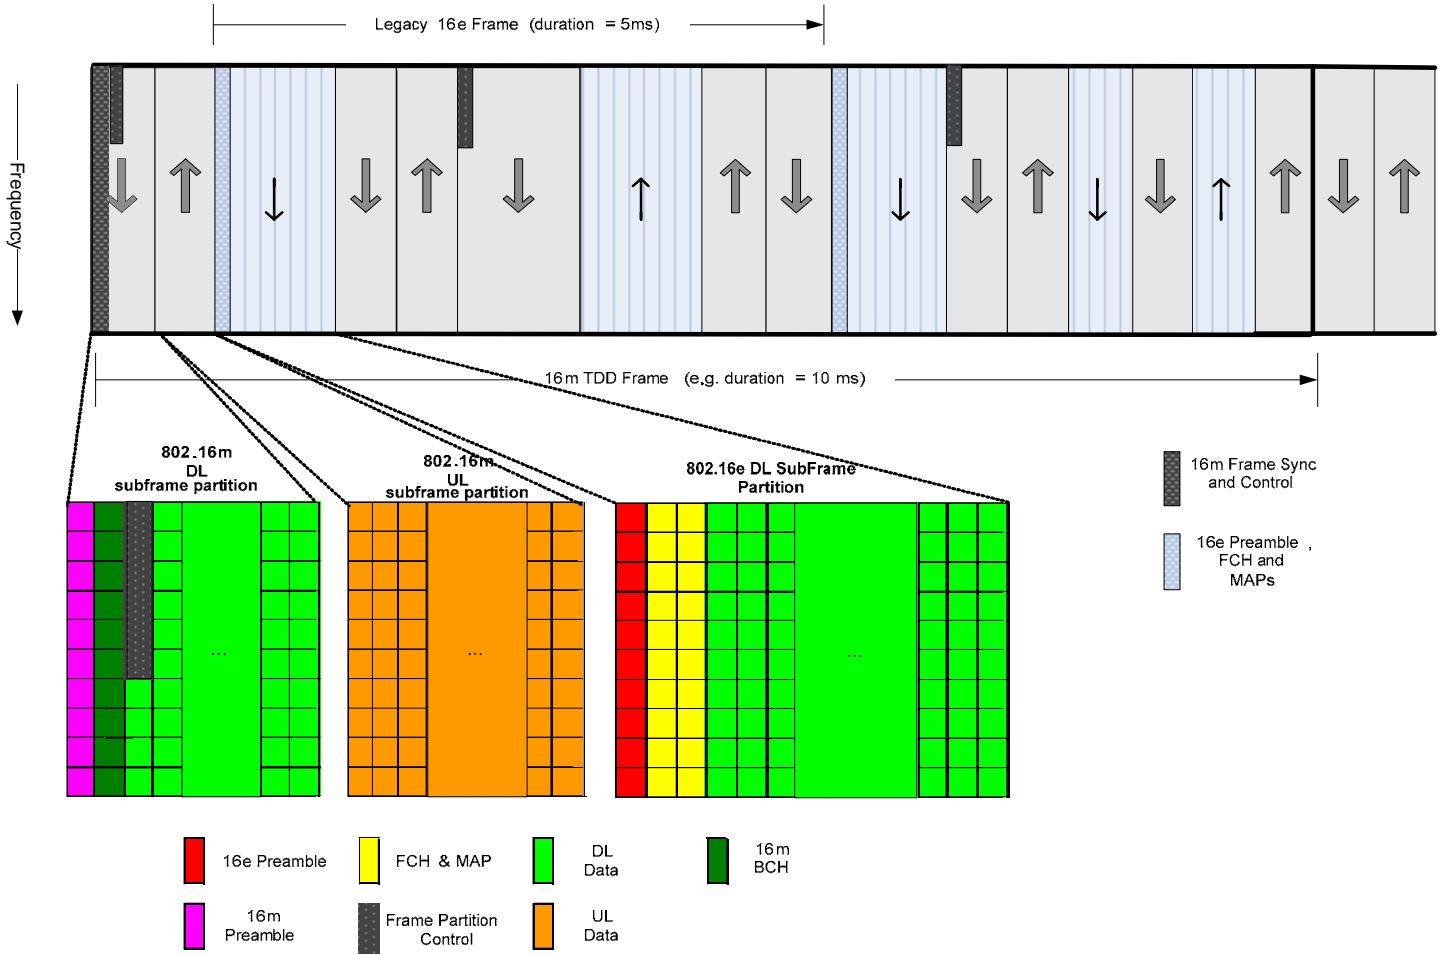 Legacy 16e Frame (duration = 5ms)
Frequency
16m TDD Frame (e.g. duration = 10 ms)
802.16m
DL
subframe partition
802.16m
UL
subframe partition
802.16e DL SubFrame
Partition
16m Frame Sync
and Control
16e Preamble ,
FCH and
MAPs
...
...
...
16e Preamble
FCH & MAP
DL
Data
16m
BCH
16m
Preamble
Frame Partition
Control
UL
Data